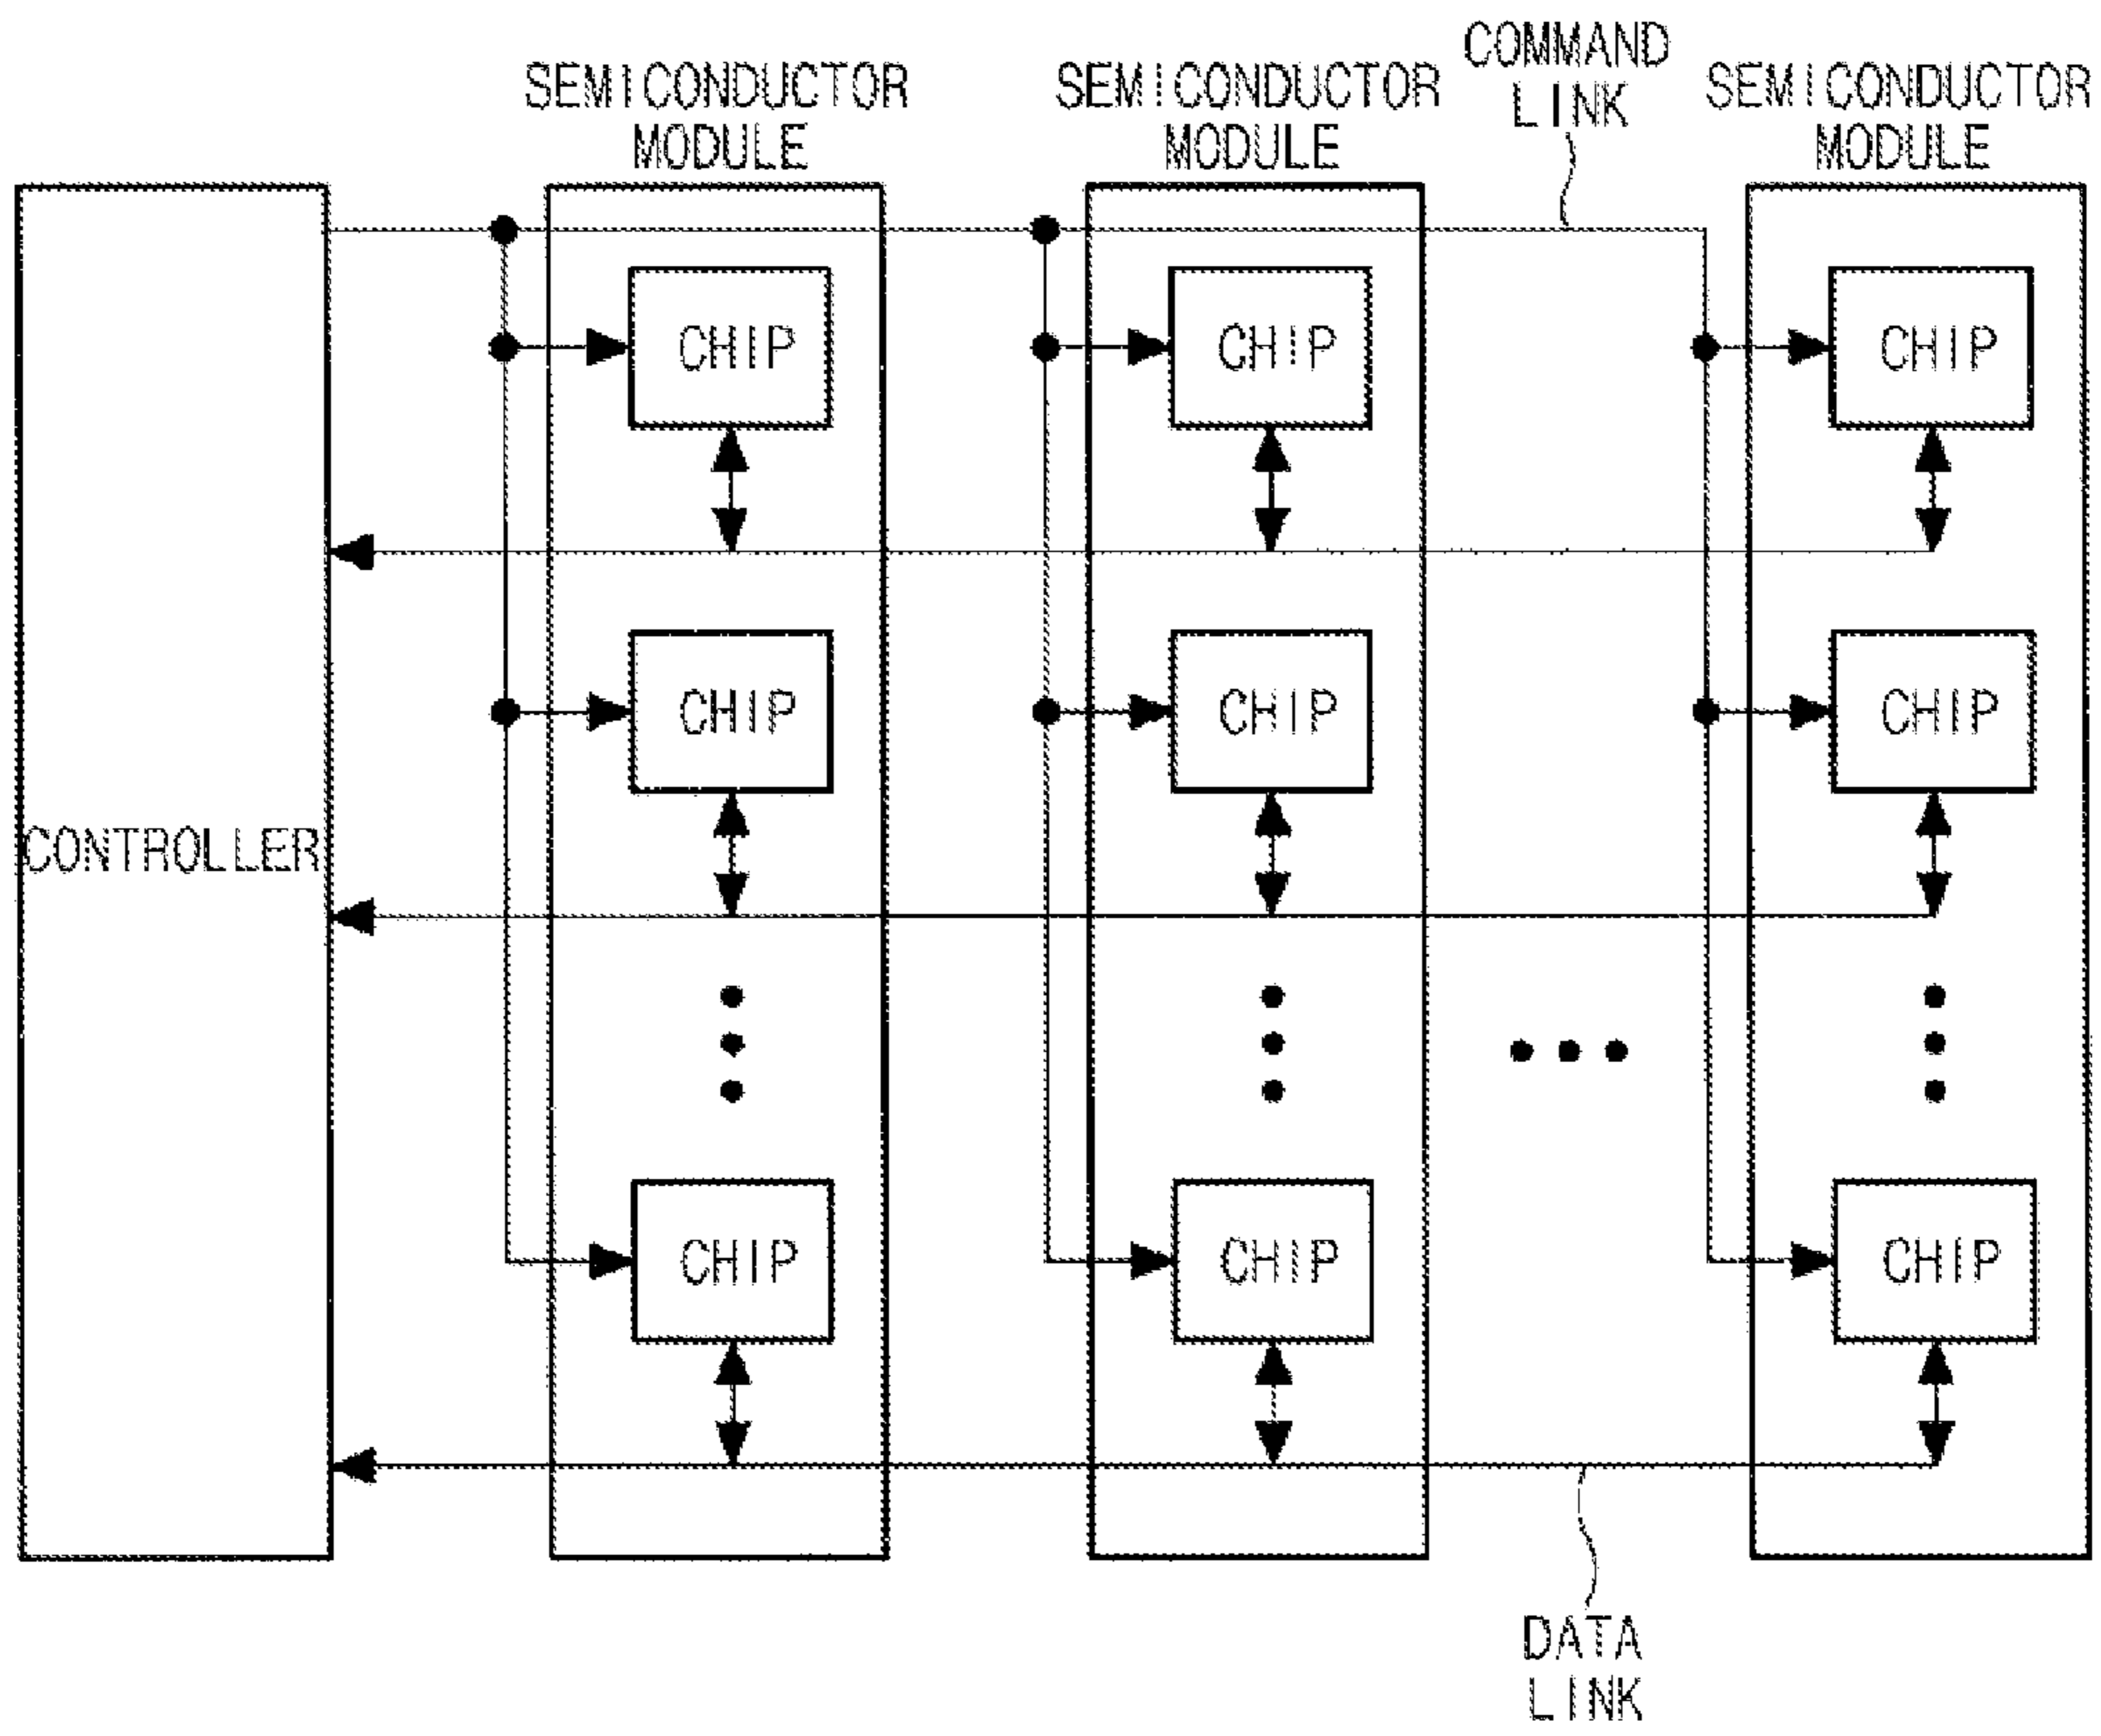 COMMAND
LINK
SEMICONDUCTOR
MODULE
SEMICONDUCTOR
MODULE
SEMICONDUCTOR
MODULE
CHIP
CHIP
CHIP
CHIP
CHIP
CHIP
CONTROLLER
CHIP
CHIP
CHIP
DATA
LINK